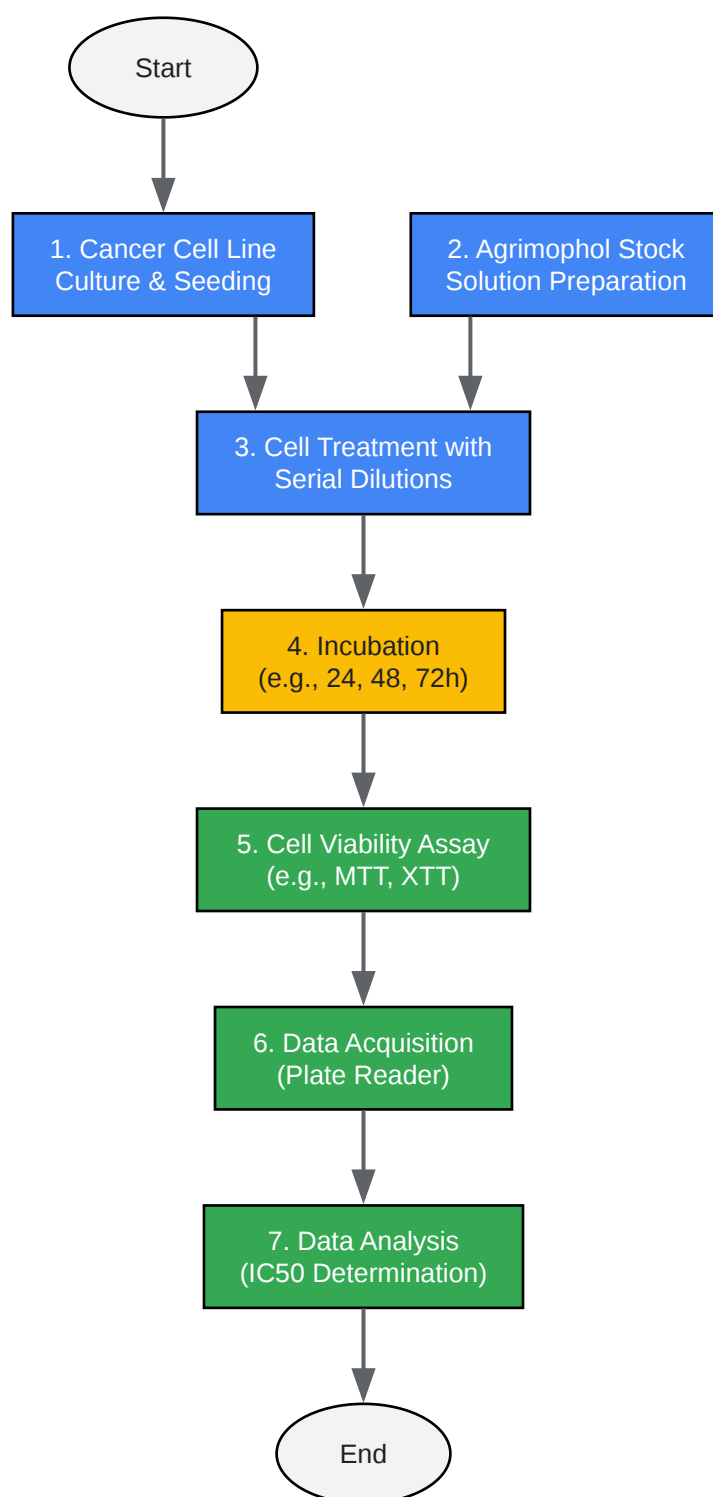 Start
1. Cancer Cell Line
Culture & Seeding
2. Agrimophol Stock
Solution Preparation
3. Cell Treatment with
Serial Dilutions
4. Incubation
(e.g., 24, 48, 72h)
5. Cell Viability Assay
(e.g., MTT, XTT)
6. Data Acquisition
(Plate Reader)
7. Data Analysis
(IC50 Determination)
End